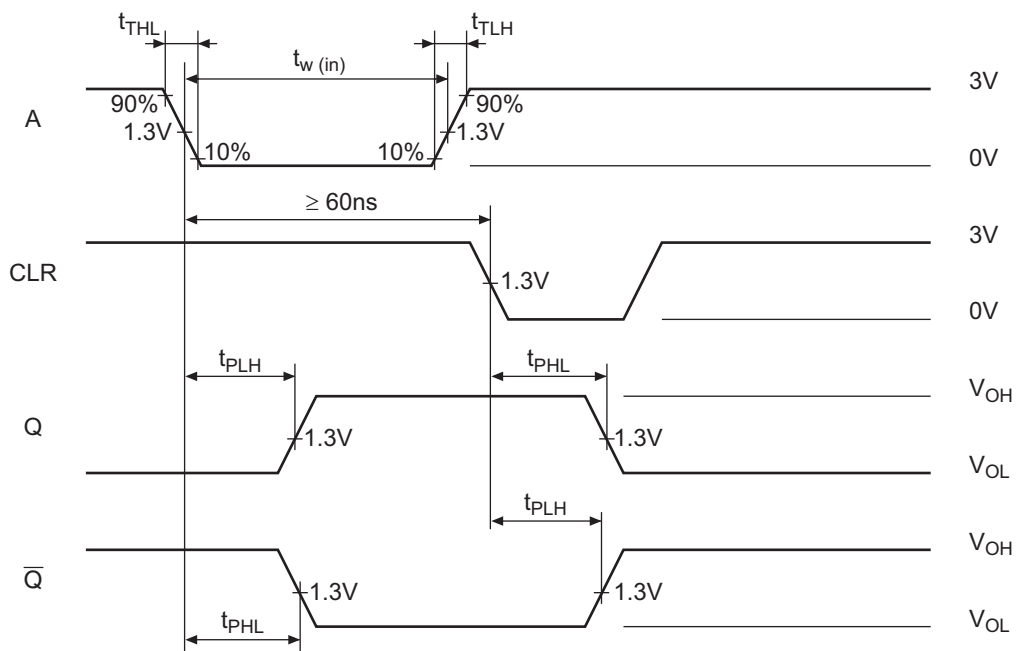 t_THL
t_TLH
t_w (in)
3V
90%
90%
A
1.3V
1.3V
10%
10%
0V
≥ 60ns
3V
CLR
1.3V
0V
t_PLH
t_PHL
V_OH
Q
1.3V
1.3V
V_OL
t_PLH
V_OH
Q̅
1.3V
1.3V
t_PHL
V_OL